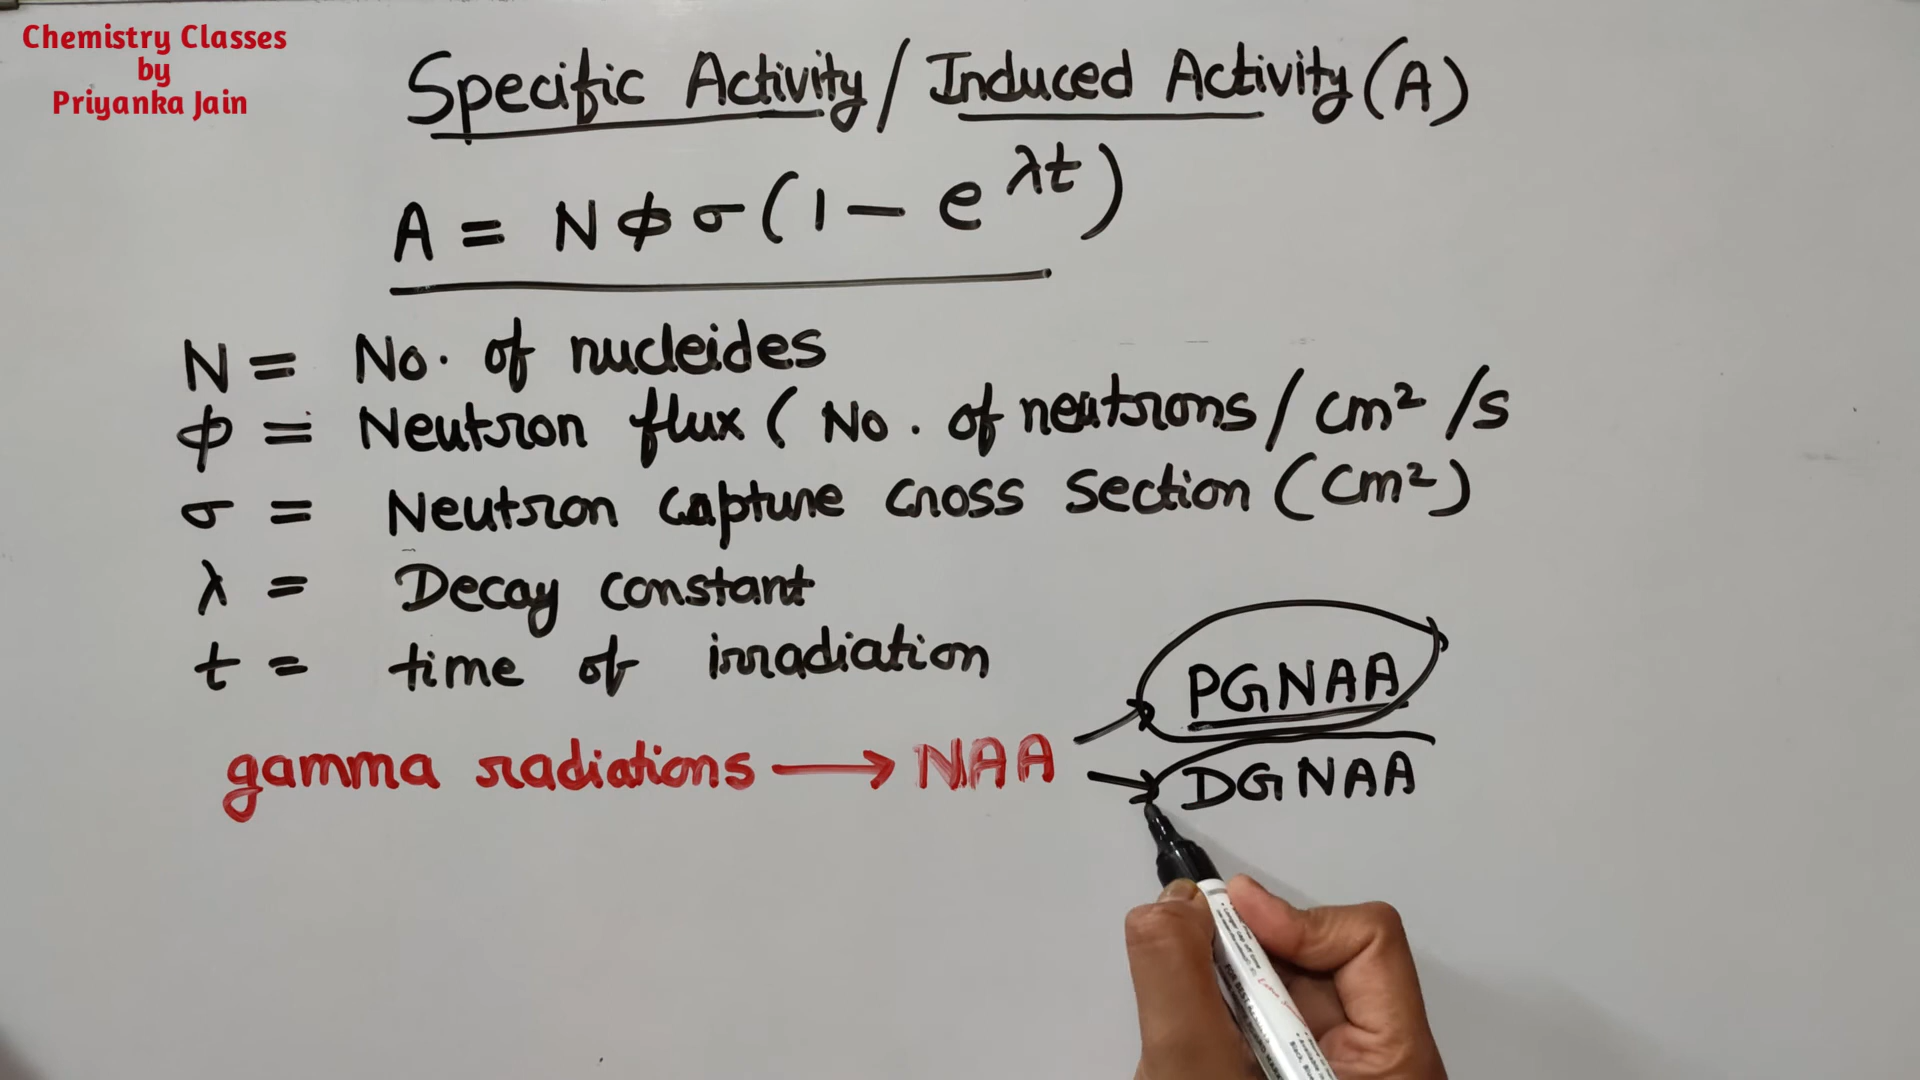 Chemistry Classes
by
Priyanka Jain
Specific Activity / Induced Activity (A)
A = N ϕ σ (1 - e^λt)
N = No. of nucleides
ϕ = Neutron flux ( No. of neutrons / cm² /s
σ = Neutron capture cross section (cm²)
λ = Decay constant
t = time of irradiation
PGNAA
gamma radiations → NAA
DGNAA